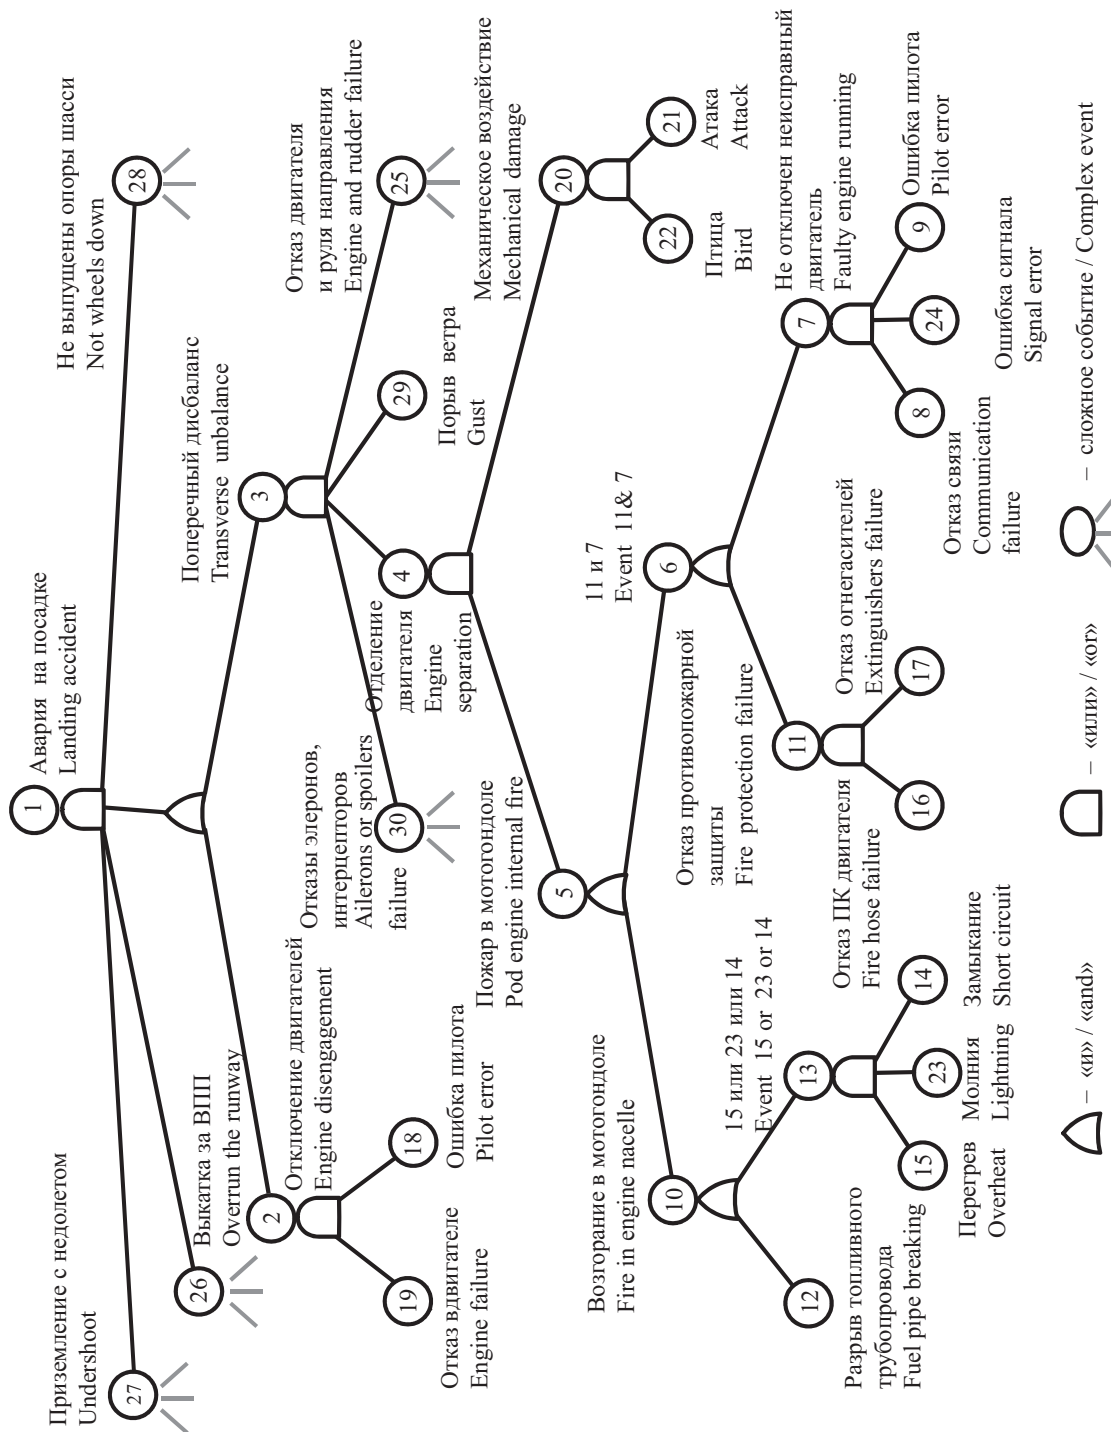 1
Авария на посадке
Landing accident
27
Приземление с недолетом
Undershoot
26
Выкатка за ВПП
Overrun the runway
28
Не выпущены опоры шасси
Not wheels down
2
Отключение двигателей
Engine disengagement
3
Поперечный дисбаланс
Transverse unbalance
19
Отказ вдвигателе
Engine failure
18
Ошибка пилота
Pilot error
30
Отказы элеронов,
интерцепторов
Ailerons or spoilers
failure
4
Отделение
двигателя
Engine
separation
29
Порыв ветра
Gust
25
Отказ двигателя
и руля направления
Engine and rudder failure
5
Пожар в мотогондоле
Pod engine internal fire
20
Механическое воздействие
Mechanical damage
22
Птица
Bird
21
Атака
Attack
10
Возгорание в мотогондоле
Fire in engine nacelle
6
11 и 7
Event 11& 7
12
Разрыв топливного
трубопровода
Fuel pipe breaking
13
15 или 23 или 14
Event 15 or 23 or 14
11
Отказ противопожарной
защиты
Fire protection failure
7
Не отключен неисправный
двигатель
Faulty engine running
15
Перегрев
Overheat
23
Молния
Lightning
14
Замыкание
Short circuit
16
Отказ ПК двигателя
Fire hose failure
17
Отказ огнегасителей
Extinguishers failure
8
Отказ связи
Communication
failure
24
Ошибка сигнала
Signal error
9
Ошибка пилота
Pilot error
– «и» / «and»
– «или» / «or»
– сложное событие / Complex event